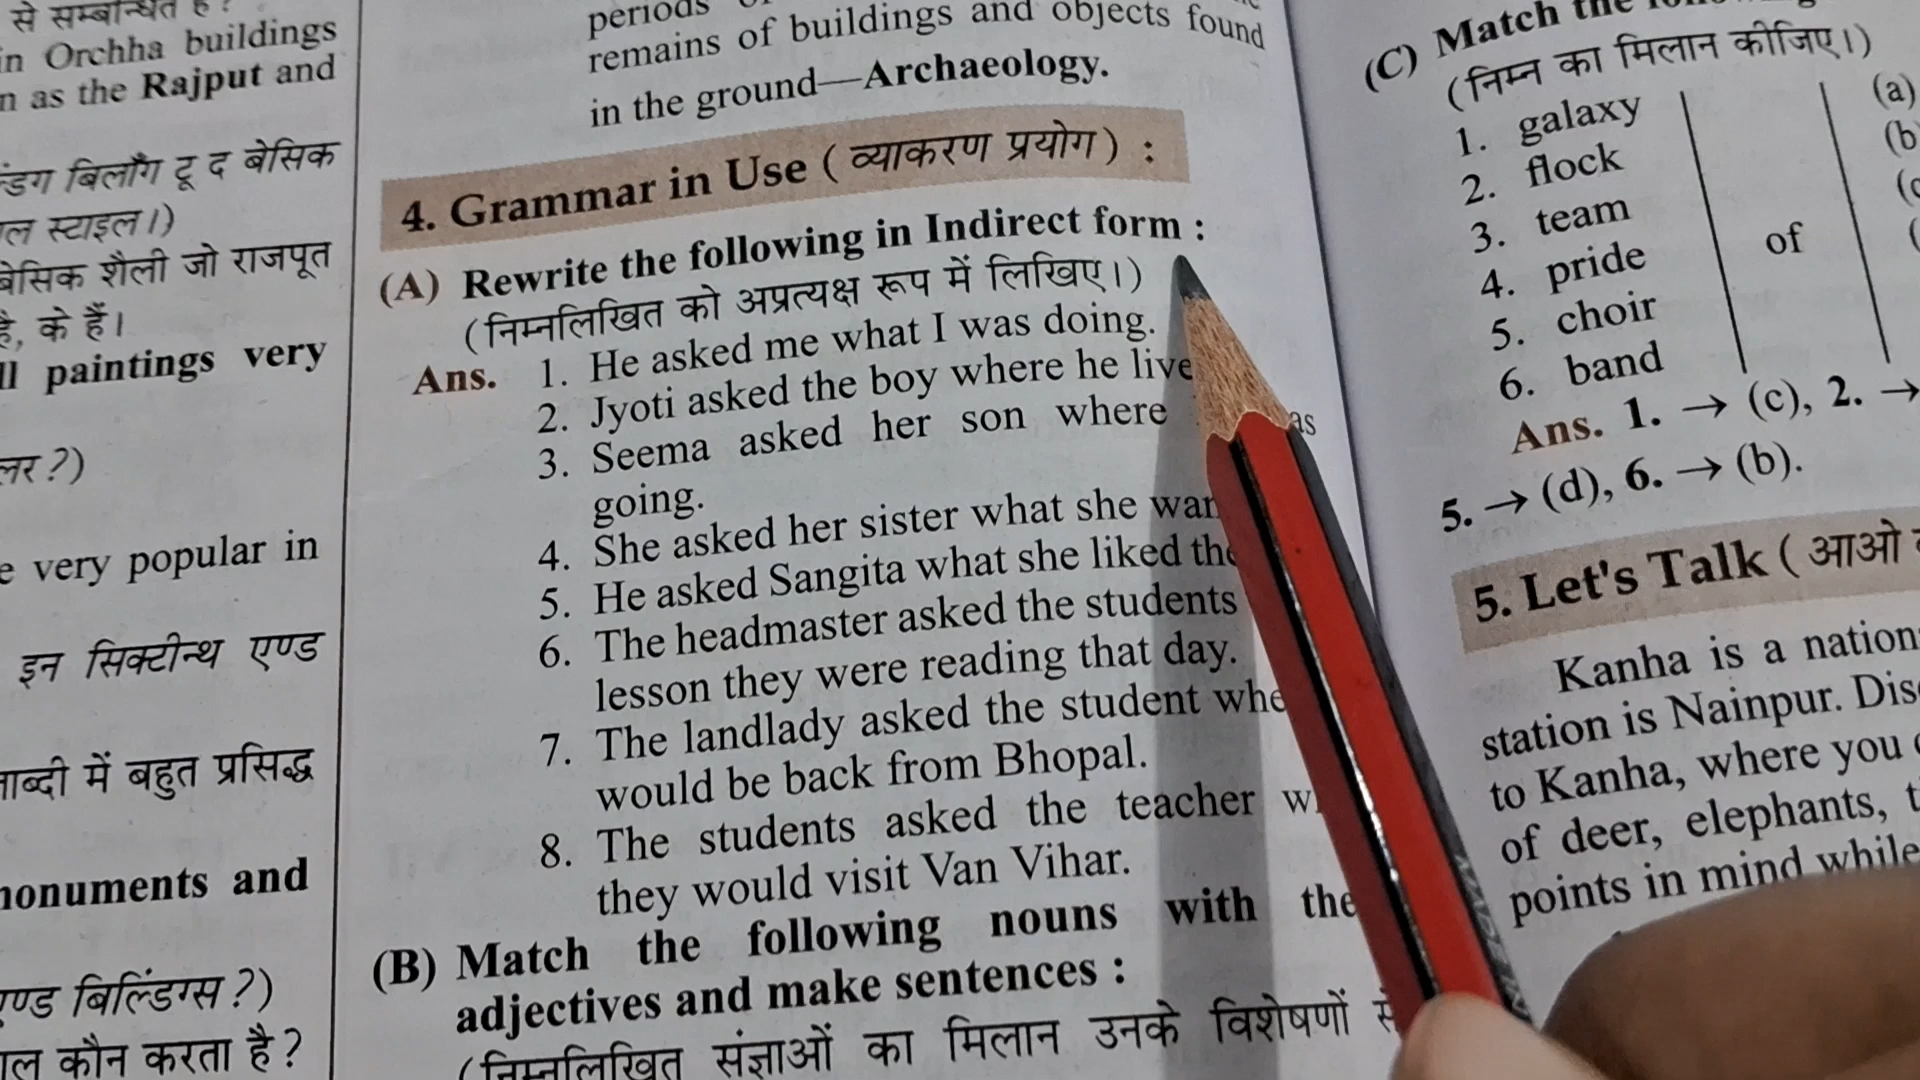 से सम्बन्धित है ?
in Orchha buildings
n as the Rajput and
बिलौंग टू द बेसिक
स्टाइल।)
बेसिक शैली जो राजपूत
है, के हैं।
ll paintings very
e very popular in
इन सिक्टीन्थ एण्ड
में बहुत प्रसिद्ध
monuments and
एण्ड बिल्डिंग्स ?)
कौन करता है ?
periods
remains of buildings and objects found
in the ground—Archaeology.
4. Grammar in Use ( व्याकरण प्रयोग ) :
(A) Rewrite the following in Indirect form :
(निम्नलिखित को अप्रत्यक्ष रूप में लिखिए।)
Ans. 1. He asked me what I was doing.
2. Jyoti asked the boy where he live
3. Seema asked her son where as
going.
4. She asked her sister what she wan
5. He asked Sangita what she liked the
6. The headmaster asked the students
lesson they were reading that day.
7. The landlady asked the student whe
would be back from Bhopal.
8. The students asked the teacher w
they would visit Van Vihar.
(B) Match the following nouns with the
adjectives and make sentences :
(निम्नलिखित संज्ञाओं का मिलान उनके विशेषणों से
(C) Match the
(निम्न का मिलान कीजिए।)
1. galaxy (a)
2. flock (b
3. team
4. pride of
5. choir
6. band
Ans. 1. → (c), 2. →
5. → (d), 6. → (b).
5. Let's Talk ( आओ
Kanha is a nation
station is Nainpur. Dis
to Kanha, where you
of deer, elephants, t
points in mind while